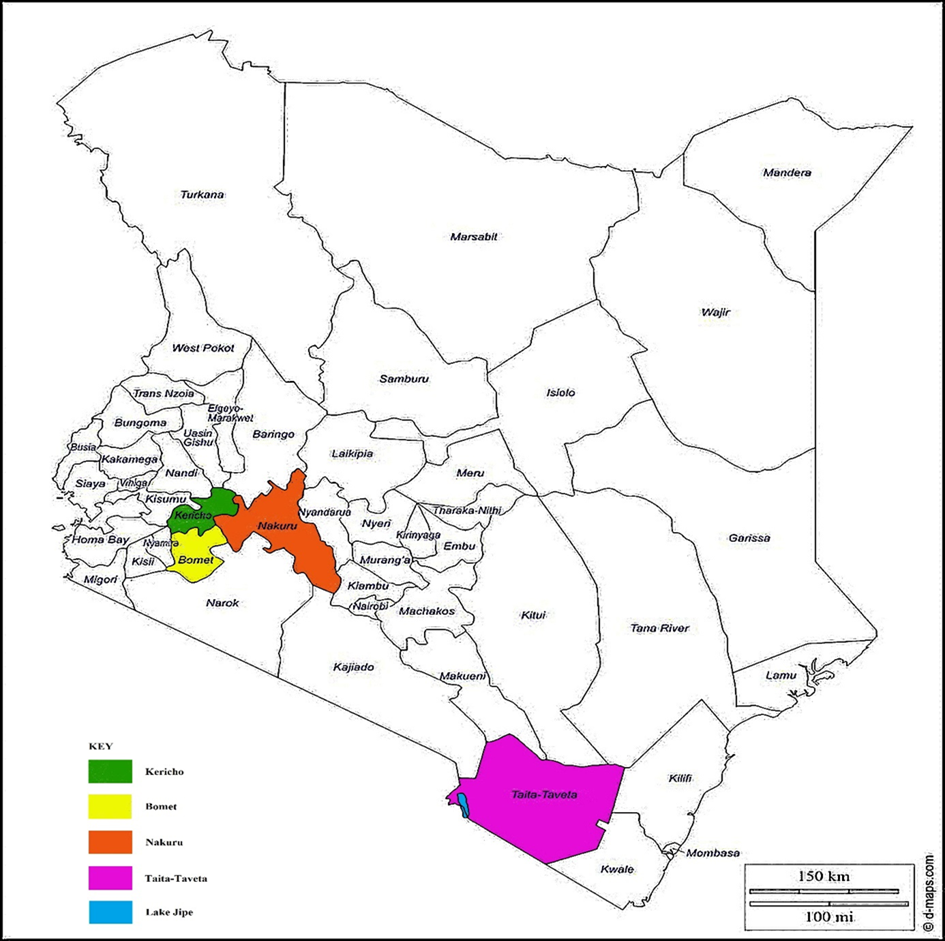 Turkana
Marsabit
Mandera
Wajir
West Pokot
Samburu
Isiolo
Trans Nzoia
Elgeyo-
Marakwet
Bungoma
Uasin
Gishu
Baringo
Busia
Kakamega
Laikipia
Nandi
Meru
Siaya
Vihiga
Kisumu
Kericho
Nakuru
Nyandarua
Nyeri
Tharaka-Nithi
Kirinyaga
Embu
Garissa
Homa Bay
Nyamira
Kisii
Bomet
Murang'a
Migori
Kiambu
Narok
Nairobi
Machakos
Kitui
Tana River
Kajiado
Makueni
Lamu
Taita-Taveta
Kilifi
Mombasa
Kwale
KEY
Kericho
Bomet
Nakuru
Taita-Taveta
Lake Jipe
150 km
100 mi
© d-maps.com